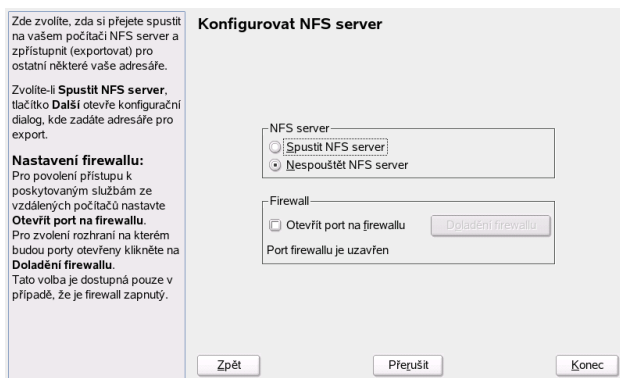 Zde zvolíte, zda si přejete spustit
na vašem počítači NFS server a
zpřístupnit (exportovat) pro
ostatní některé vaše adresáře.
Zvolíte-li Spustit NFS server,
tlačítko Další otevře konfigurační
dialog, kde zadáte adresáře pro
export.
Nastavení firewallu:
Pro povolení přístupu k
poskytovaným službám ze
vzdálených počítačů nastavte
Otevřít port na firewallu.
Pro zvolení rozhraní na kterém
budou porty otevřeny klikněte na
Doladění firewallu.
Tato volba je dostupná pouze v
případě, že je firewall zapnutý.
Konfigurovat NFS server
NFS server
Spustit NFS server
Nespouštět NFS server
Firewall
Otevřít port na firewallu
Doladění firewallu
Port firewallu je uzavřen
Zpět
Přerušit
Konec